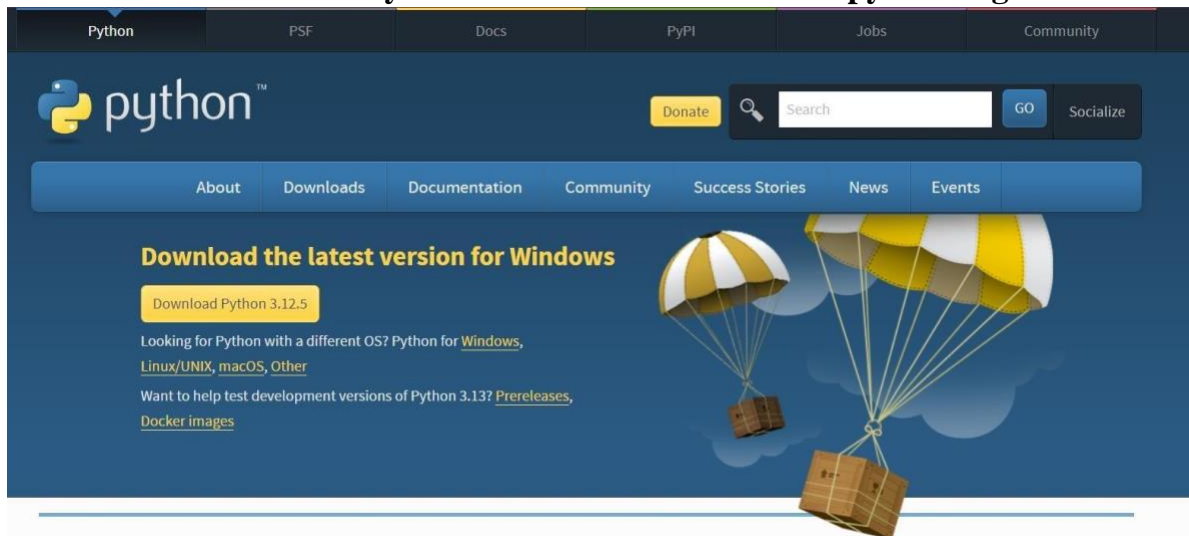 Python PSF Docs PyPI Jobs Community
python™
Donate Search GO Socialize
About Downloads Documentation Community Success Stories News Events
Download the latest version for Windows
Download Python 3.12.5
Looking for Python with a different OS? Python for Windows,
Linux/UNIX, macOS, Other
Want to help test development versions of Python 3.13? Prereleases,
Docker images